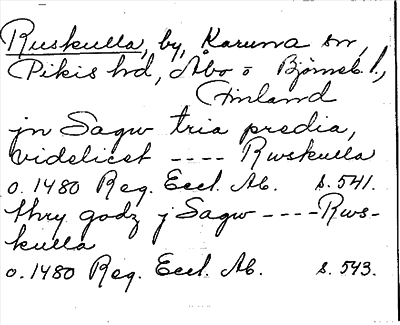 Ruskulla, by, Karuna sn,
Pikis hd, Åbo o Björneb. l.,
Finland
jn Sagw tria predia,
videlicet ---- Rwskulla
o. 1480 Reg. Eccl. Ab. s. 541.
thry godz j Sagw ----Rws-
kulla
o. 1480 Reg. Eccl. Ab. s. 543.